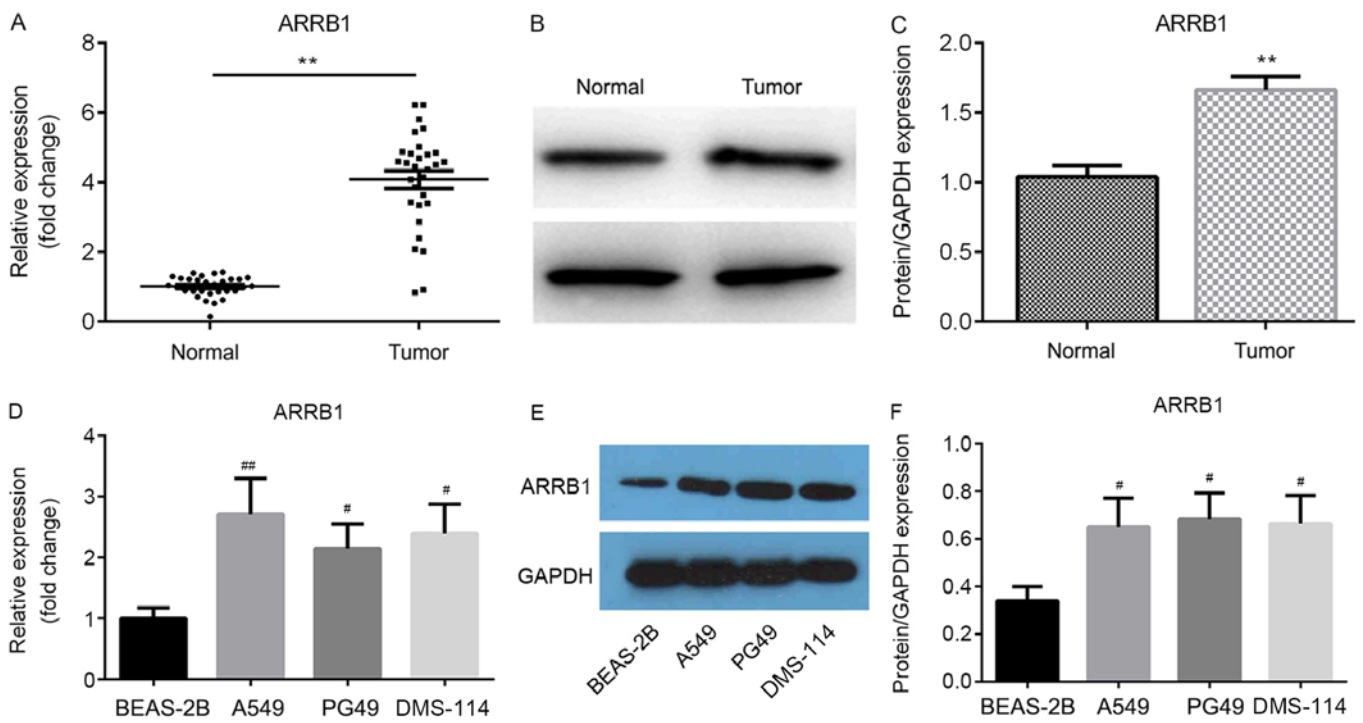 A
ARRB1
Relative expression
(fold change)
8
6
4
2
0
**
Normal
Tumor
B
Normal
Tumor
C
ARRB1
Protein/GAPDH expression
2.0
1.5
1.0
0.5
0.0
**
Normal
Tumor
D
ARRB1
Relative expression
(fold change)
4
3
2
1
0
##
#
#
BEAS-2B
A549
PG49
DMS-114
E
ARRB1
GAPDH
BEAS-2B
A549
PG49
DMS-114
F
ARRB1
Protein/GAPDH expression
1.0
0.8
0.6
0.4
0.2
0.0
#
#
#
BEAS-2B
A549
PG49
DMS-114